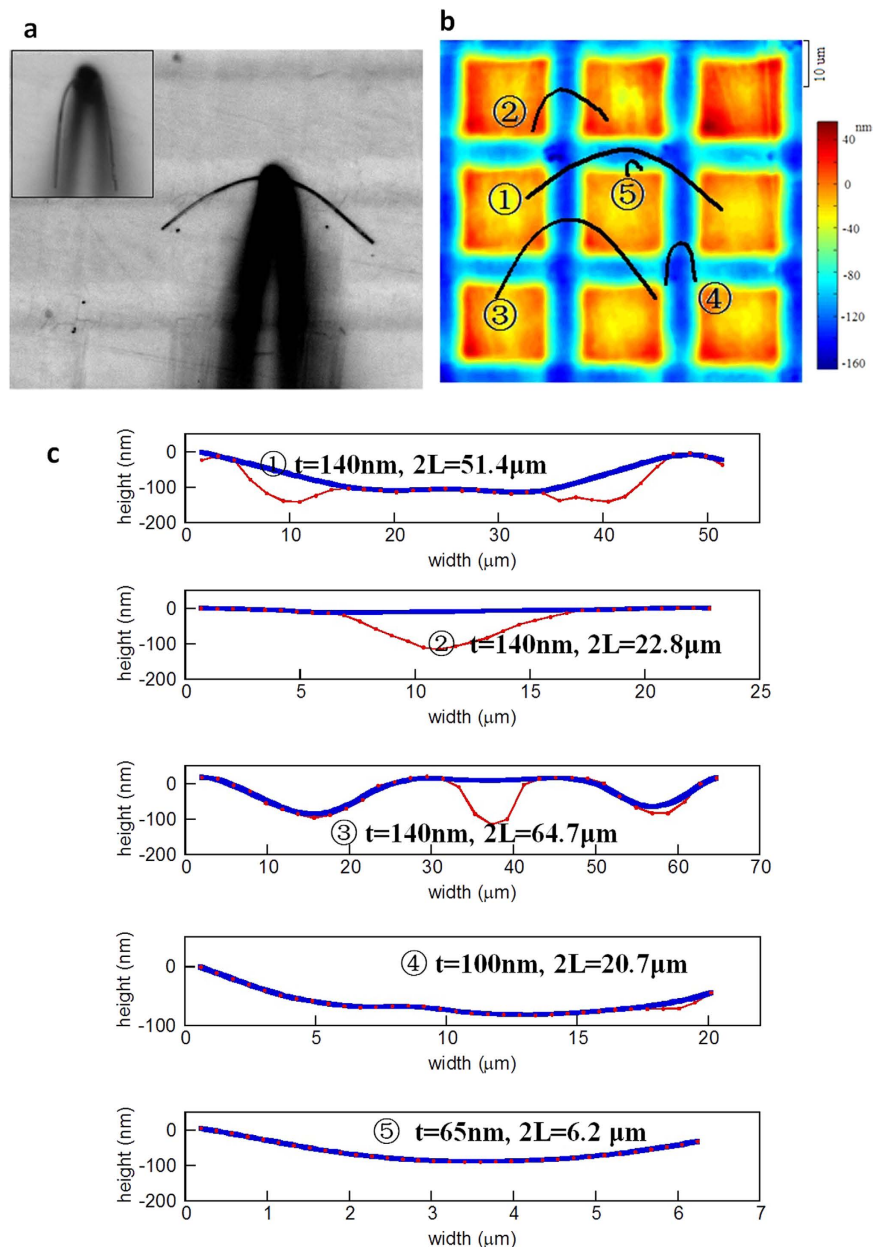 a
b
②
①
⑤
③
④
10 um
nm
40
0
-40
-80
-120
-160
c
height (nm)
0
-100
-200
① t=140nm, 2L=51.4μm
0 10 20 30 40 50
width (μm)
height (nm)
0
-100
-200
② t=140nm, 2L=22.8μm
0 5 10 15 20 25
width (μm)
height (nm)
0
-100
-200
③ t=140nm, 2L=64.7μm
0 10 20 30 40 50 60 70
width (μm)
height (nm)
0
-100
④ t=100nm, 2L=20.7μm
0 5 10 15 20
width (μm)
height (nm)
0
-100
-200
⑤ t=65nm, 2L=6.2 μm
0 1 2 3 4 5 6 7
width (μm)